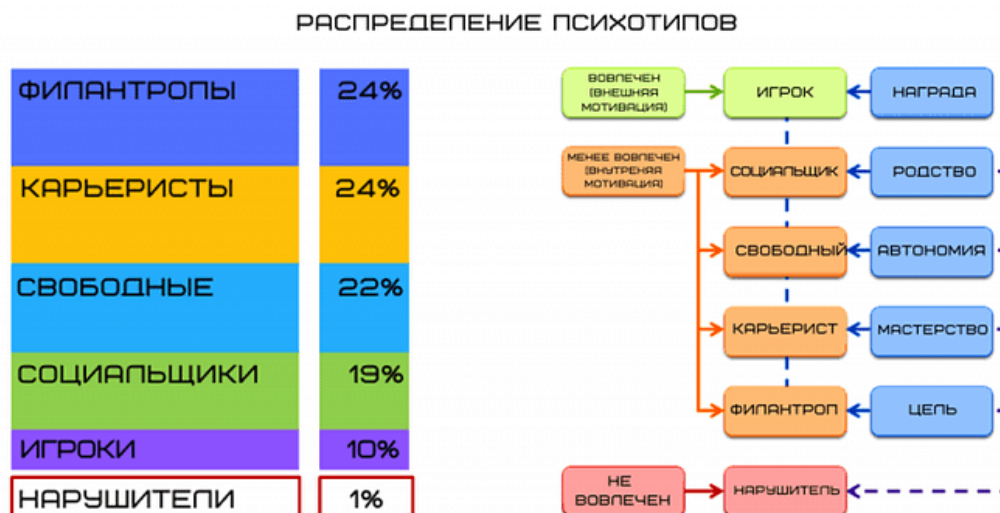 РАСПРЕДЕЛЕНИЕ ПСИХОТИПОВ
ФИЛАНТРОПЫ 24%
КАРЬЕРИСТЫ 24%
СВОБОДНЫЕ 22%
СОЦИАЛЬЩИКИ 19%
ИГРОКИ 10%
НАРУШИТЕЛИ 1%
ВОВЛЕЧЕН
(ВНЕШНЯЯ
МОТИВАЦИЯ)
ИГРОК
НАГРАДА
МЕНЕЕ ВОВЛЕЧЕН
(ВНУТРЕНЯЯ
МОТИВАЦИЯ)
СОЦИАЛЬЩИК
РОДСТВО
СВОБОДНЫЙ
АВТОНОМИЯ
КАРЬЕРИСТ
МАСТЕРСТВО
ФИЛАНТРОП
ЦЕЛЬ
НЕ
ВОВЛЕЧЕН
НАРУШИТЕЛЬ